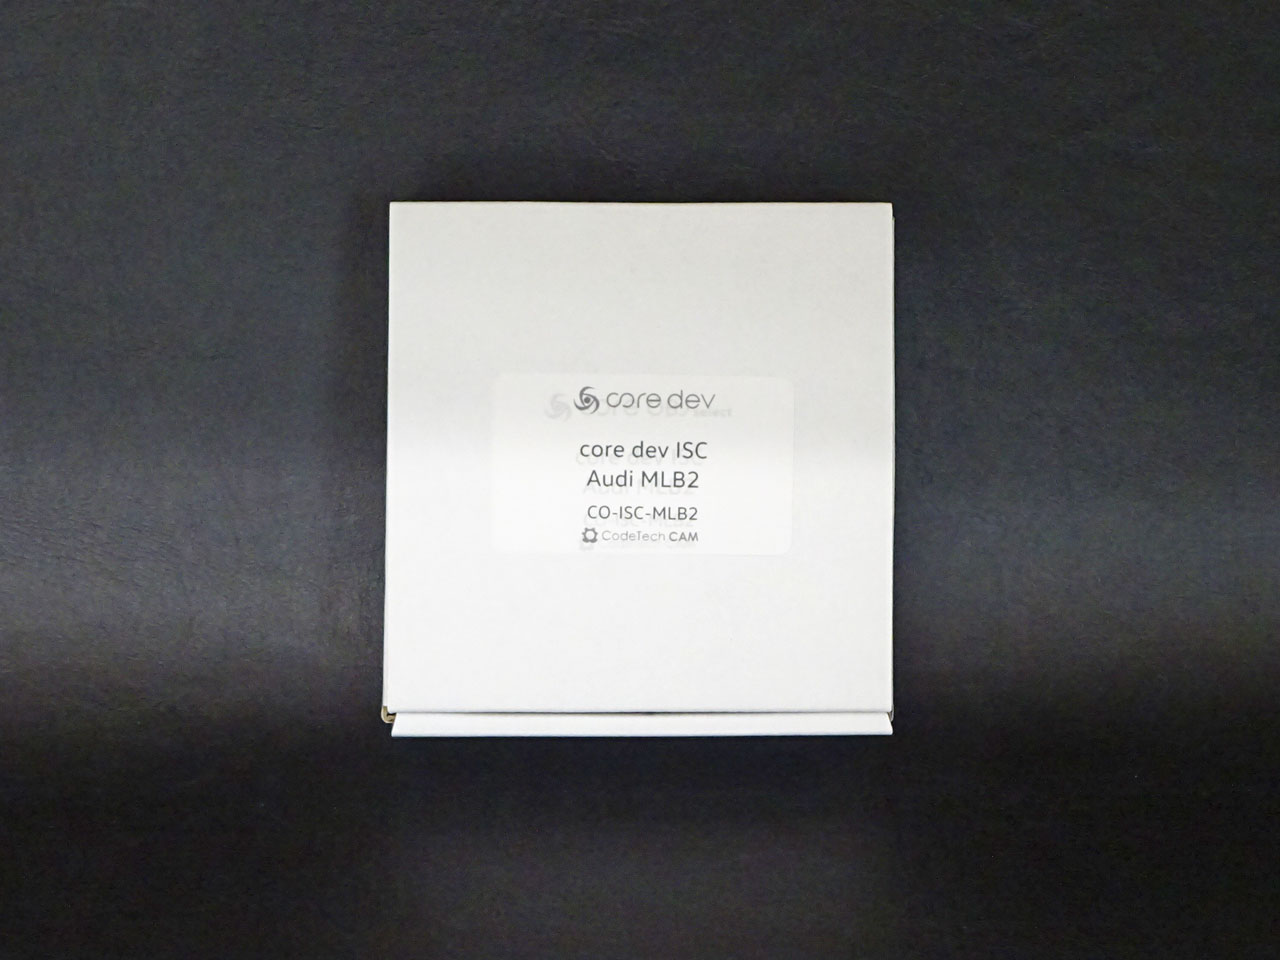 core dev
core dev ISC
Audi MLB2
CO-ISC-MLB2
CodeTech CAM